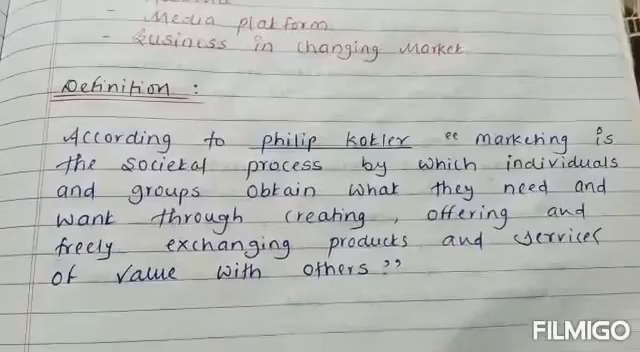 - Media platform
- Business in changing Market
Definition :
According to philip kotler “ marketing is
the societal process by which individuals
and groups obtain what they need and
want through creating , offering and
freely exchanging products and services
of value with others ”
FILMIGO